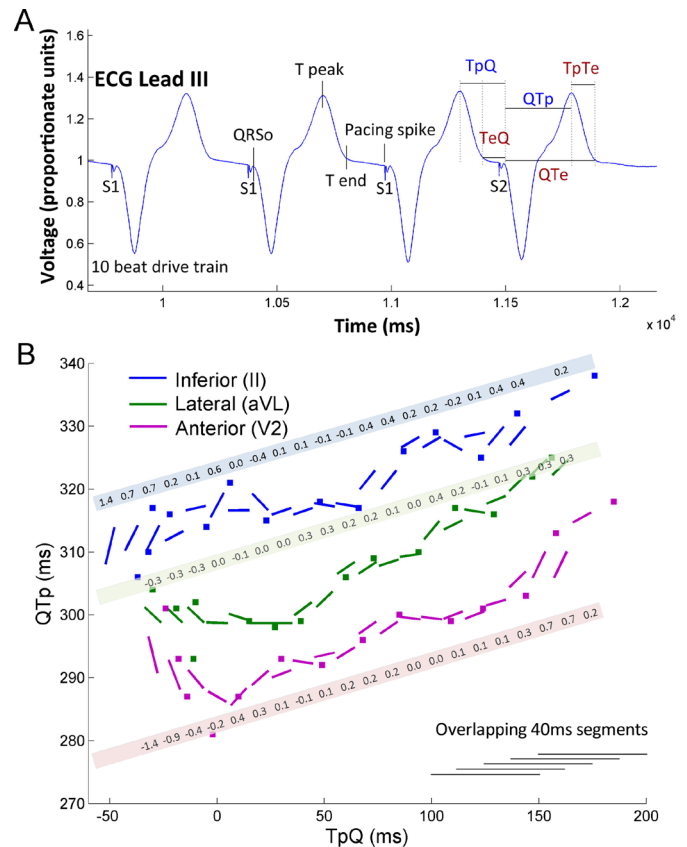 A
ECG Lead III
Voltage (proportionate units)
1.6
1.4
1.2
1
0.8
0.6
0.4
T peak
TpQ
TpTe
QTp
QRSo
Pacing spike
TeQ
S1
S1
T end
S1
S2
QTe
10 beat drive train
1
1.05
1.1
1.15
1.2
Time (ms)
x 10⁴
B
QTp (ms)
340
330
320
310
300
290
280
270
Inferior (II)
Lateral (aVL)
Anterior (V2)
1.4 0.7 0.7 0.2 0.1 0.6 0.0 -0.4 0.1 0.1 -0.1 -0.1 0.4 0.4 0.2 -0.2 0.1 0.4 0.4 0.2
-0.3 -0.3 -0.3 0.0 -0.1 0.0 0.0 0.3 0.3 0.2 0.2 0.1 0.0 0.4 0.2 -0.1 0.1 0.3 0.3 0.3
-1.4 -0.9 -0.4 -0.2 0.4 0.3 0.1 -0.1 0.1 0.2 0.2 0.2 0.0 0.0 0.1 0.1 0.1 0.3 0.7 0.7 0.2
Overlapping 40ms segments
-50
0
50
100
150
200
TpQ (ms)